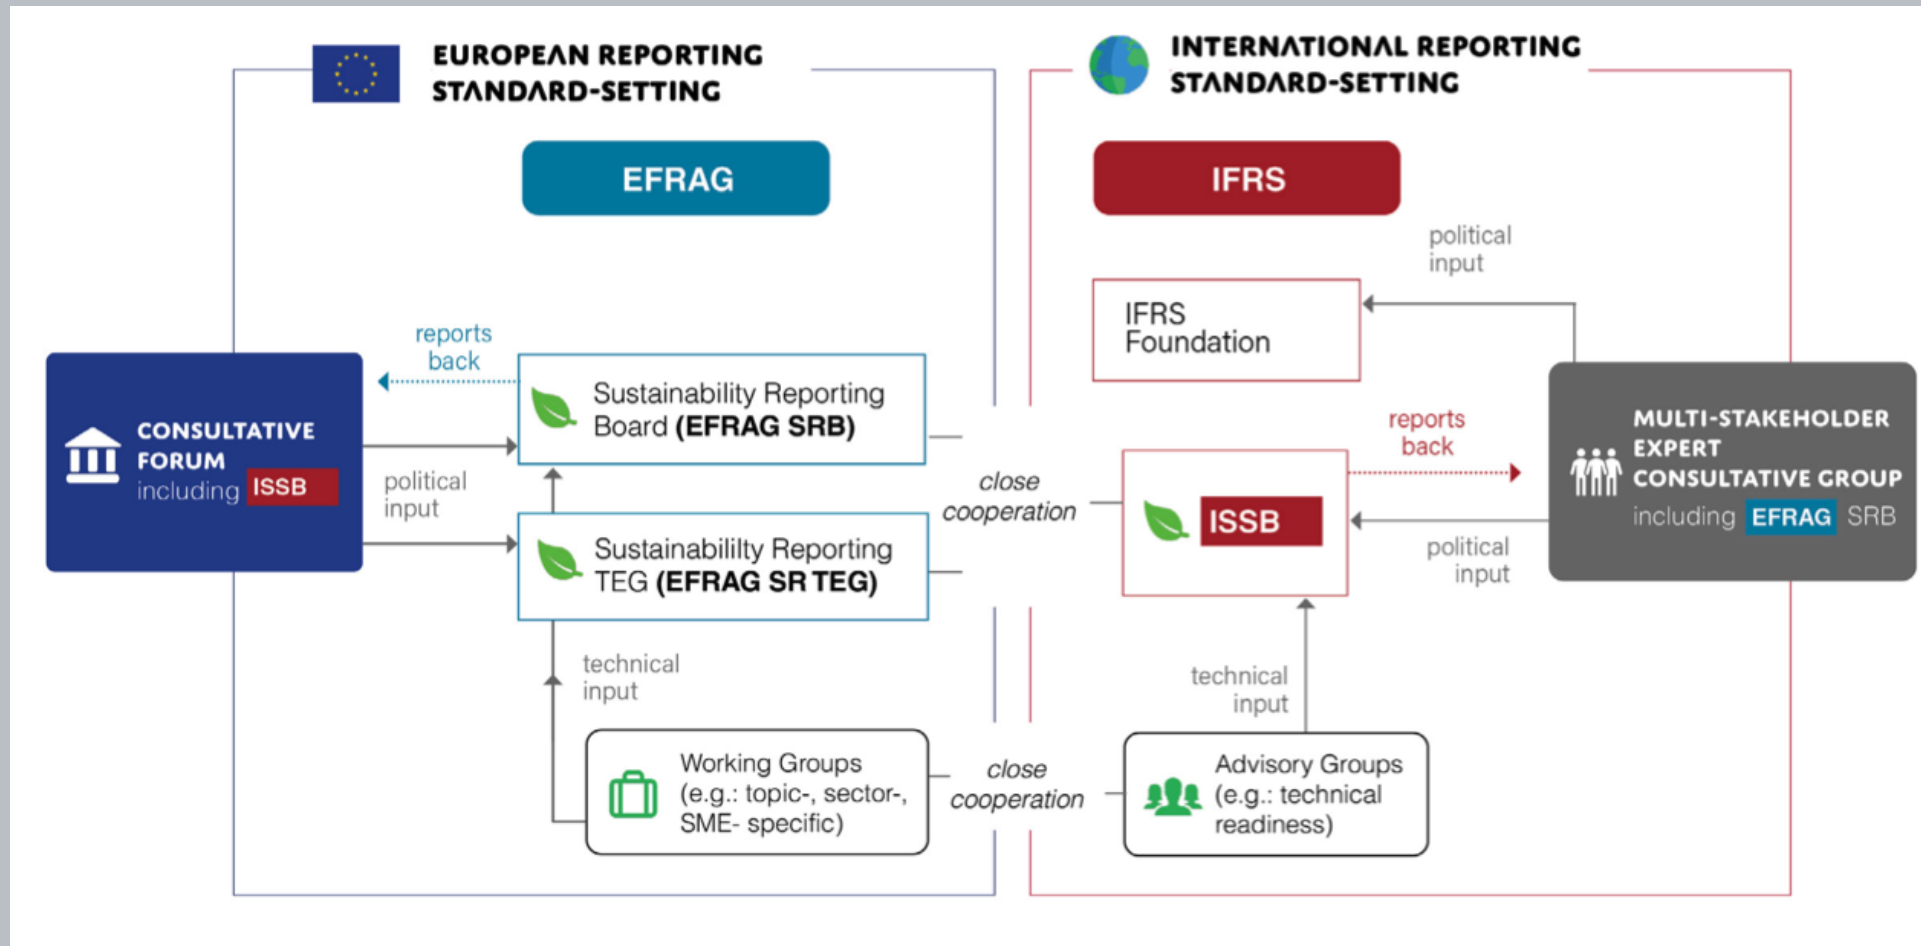 EUROPEAN REPORTING
STANDARD-SETTING
EFRAG
reports
back
CONSULTATIVE
FORUM
including ISSB
political
input
Sustainability Reporting
Board (EFRAG SRB)
Sustainabililty Reporting
TEG (EFRAG SR TEG)
technical
input
Working Groups
(e.g.: topic-, sector-,
SME- specific)
close
cooperation
close
cooperation
INTERNATIONAL REPORTING
STANDARD-SETTING
IFRS
political
input
IFRS
Foundation
reports
back
ISSB
MULTI-STAKEHOLDER
EXPERT
CONSULTATIVE GROUP
including EFRAG SRB
political
input
technical
input
Advisory Groups
(e.g.: technical
readiness)